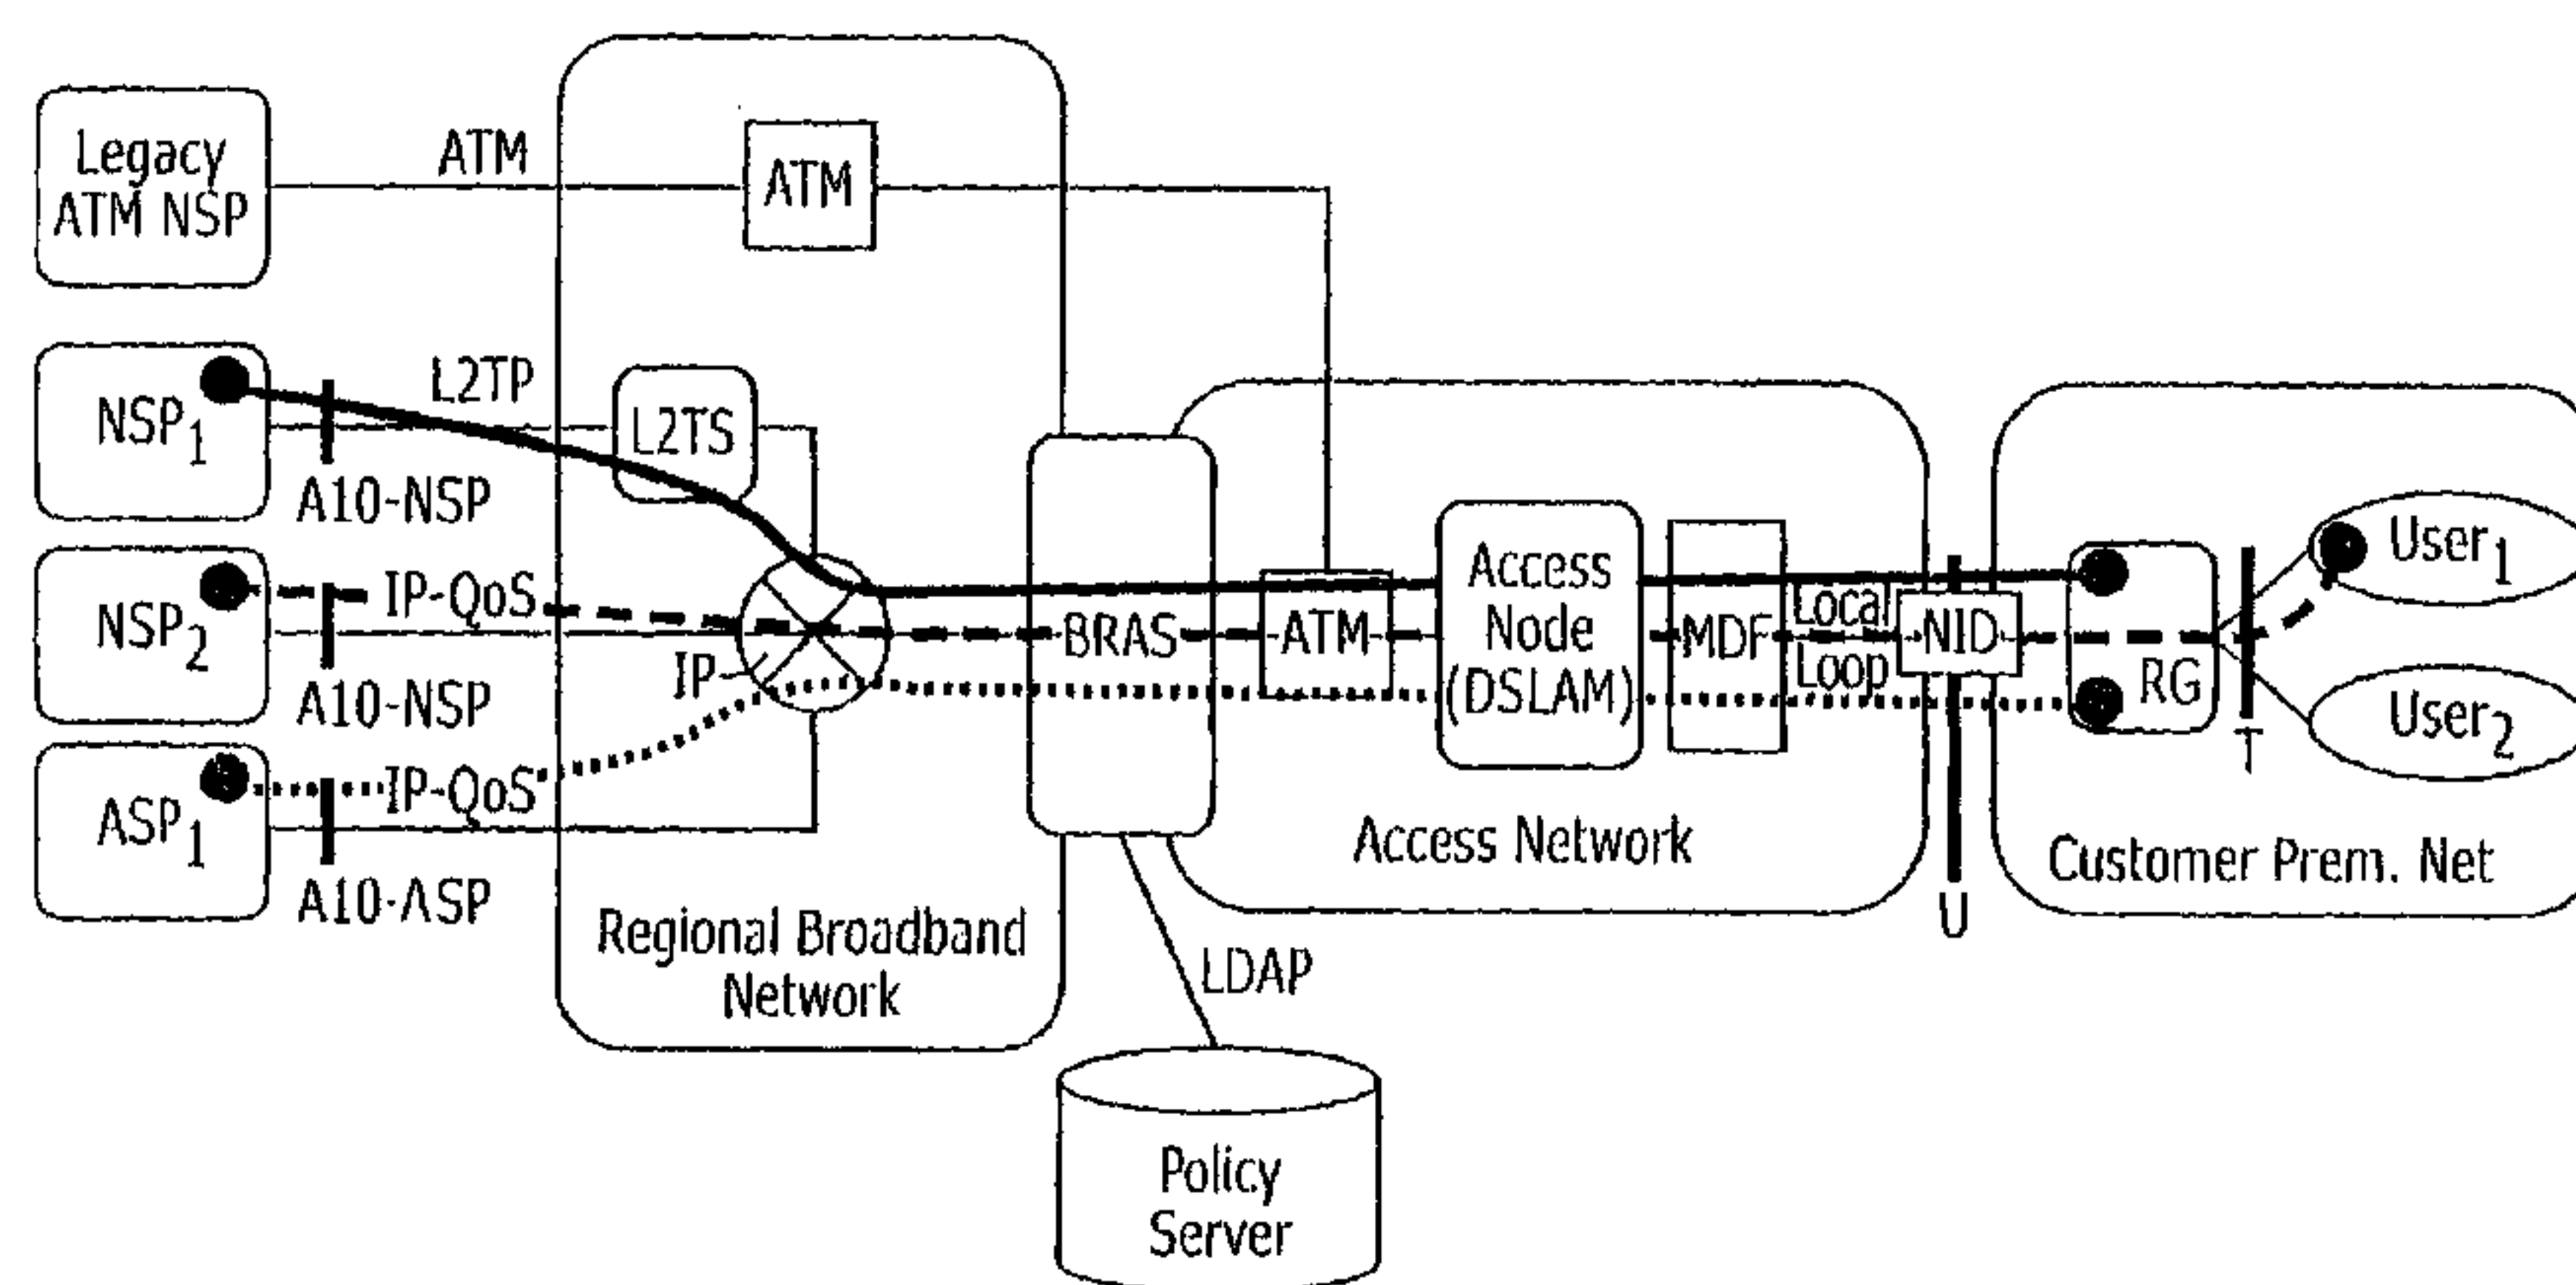 Legacy
ATM NSP
ATM
ATM
NSP1
L2TP
L2TS
A10-NSP
NSP2
IP-QoS
IP
A10-NSP
ASP1
IP-QoS
A10-ASP
Regional Broadband
Network
BRAS
ATM
Access
Node
(DSLAM)
MDF
Local
Loop
NID
Access Network
U
RG
T
User1
User2
Customer Prem. Net
LDAP
Policy
Server